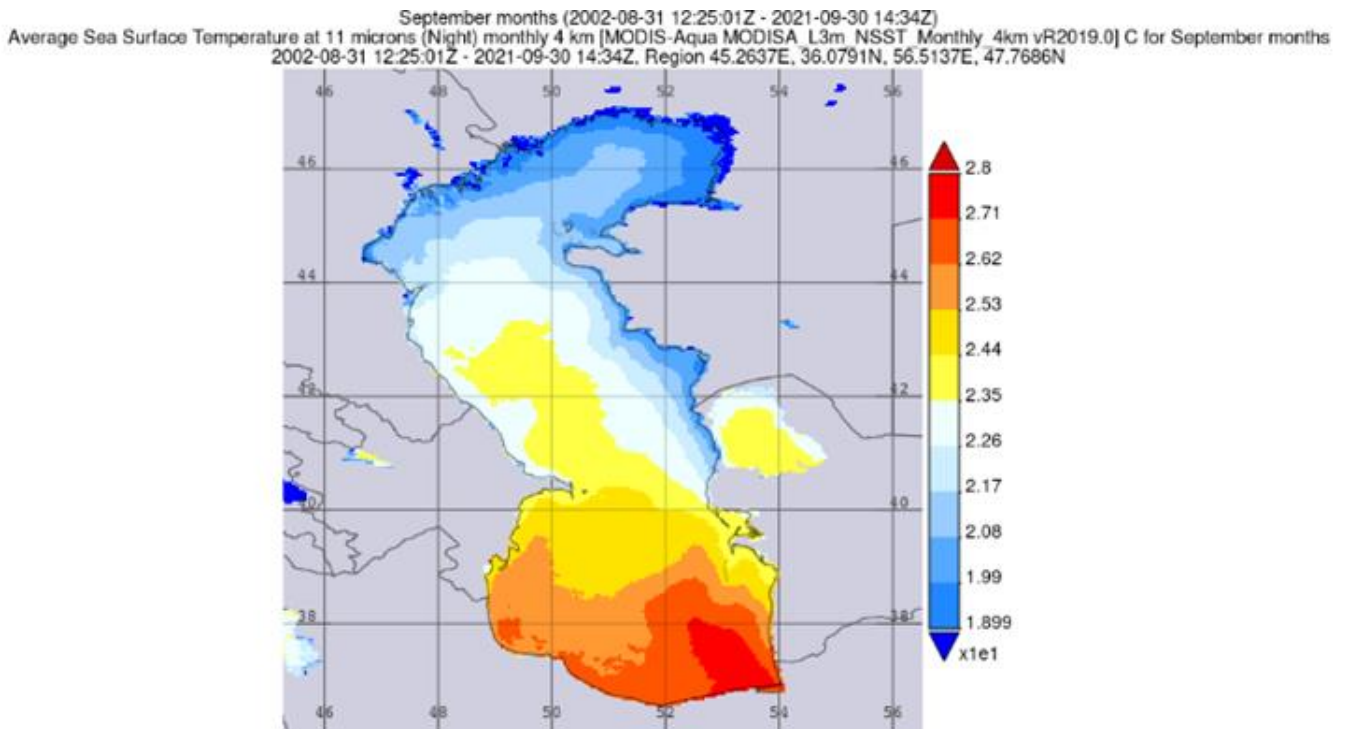 September months (2002-08-31 12:25:01Z - 2021-09-30 14:34Z)
Average Sea Surface Temperature at 11 microns (Night) monthly 4 km [MODIS-Aqua MODISA_L3m_NSST_Monthly_4km vR2019.0] C for September months
2002-08-31 12:25:01Z - 2021-09-30 14:34Z, Region 45.2637E, 36.0791N, 56.5137E, 47.7686N
46 48 50 52 54 56
46
44
42
40
38
46 48 50 52 54 56
2.8
2.71
2.62
2.53
2.44
2.35
2.26
2.17
2.08
1.99
1.899
x1e1